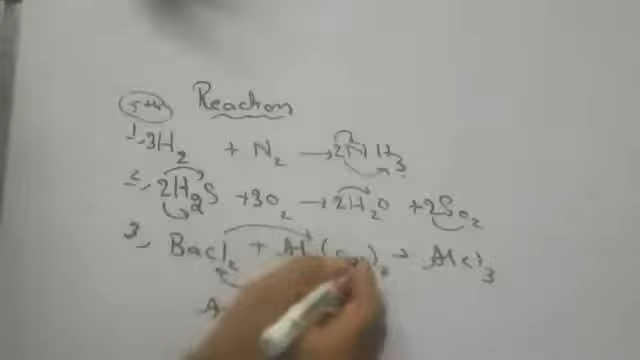 5th
Reaction
1- 3H₂ + N₂ → 2NH₃
2- 2H₂S + 3O₂ → 2H₂O + 2SO₂
3- BaCl₂ + Al → AlCl₃
A